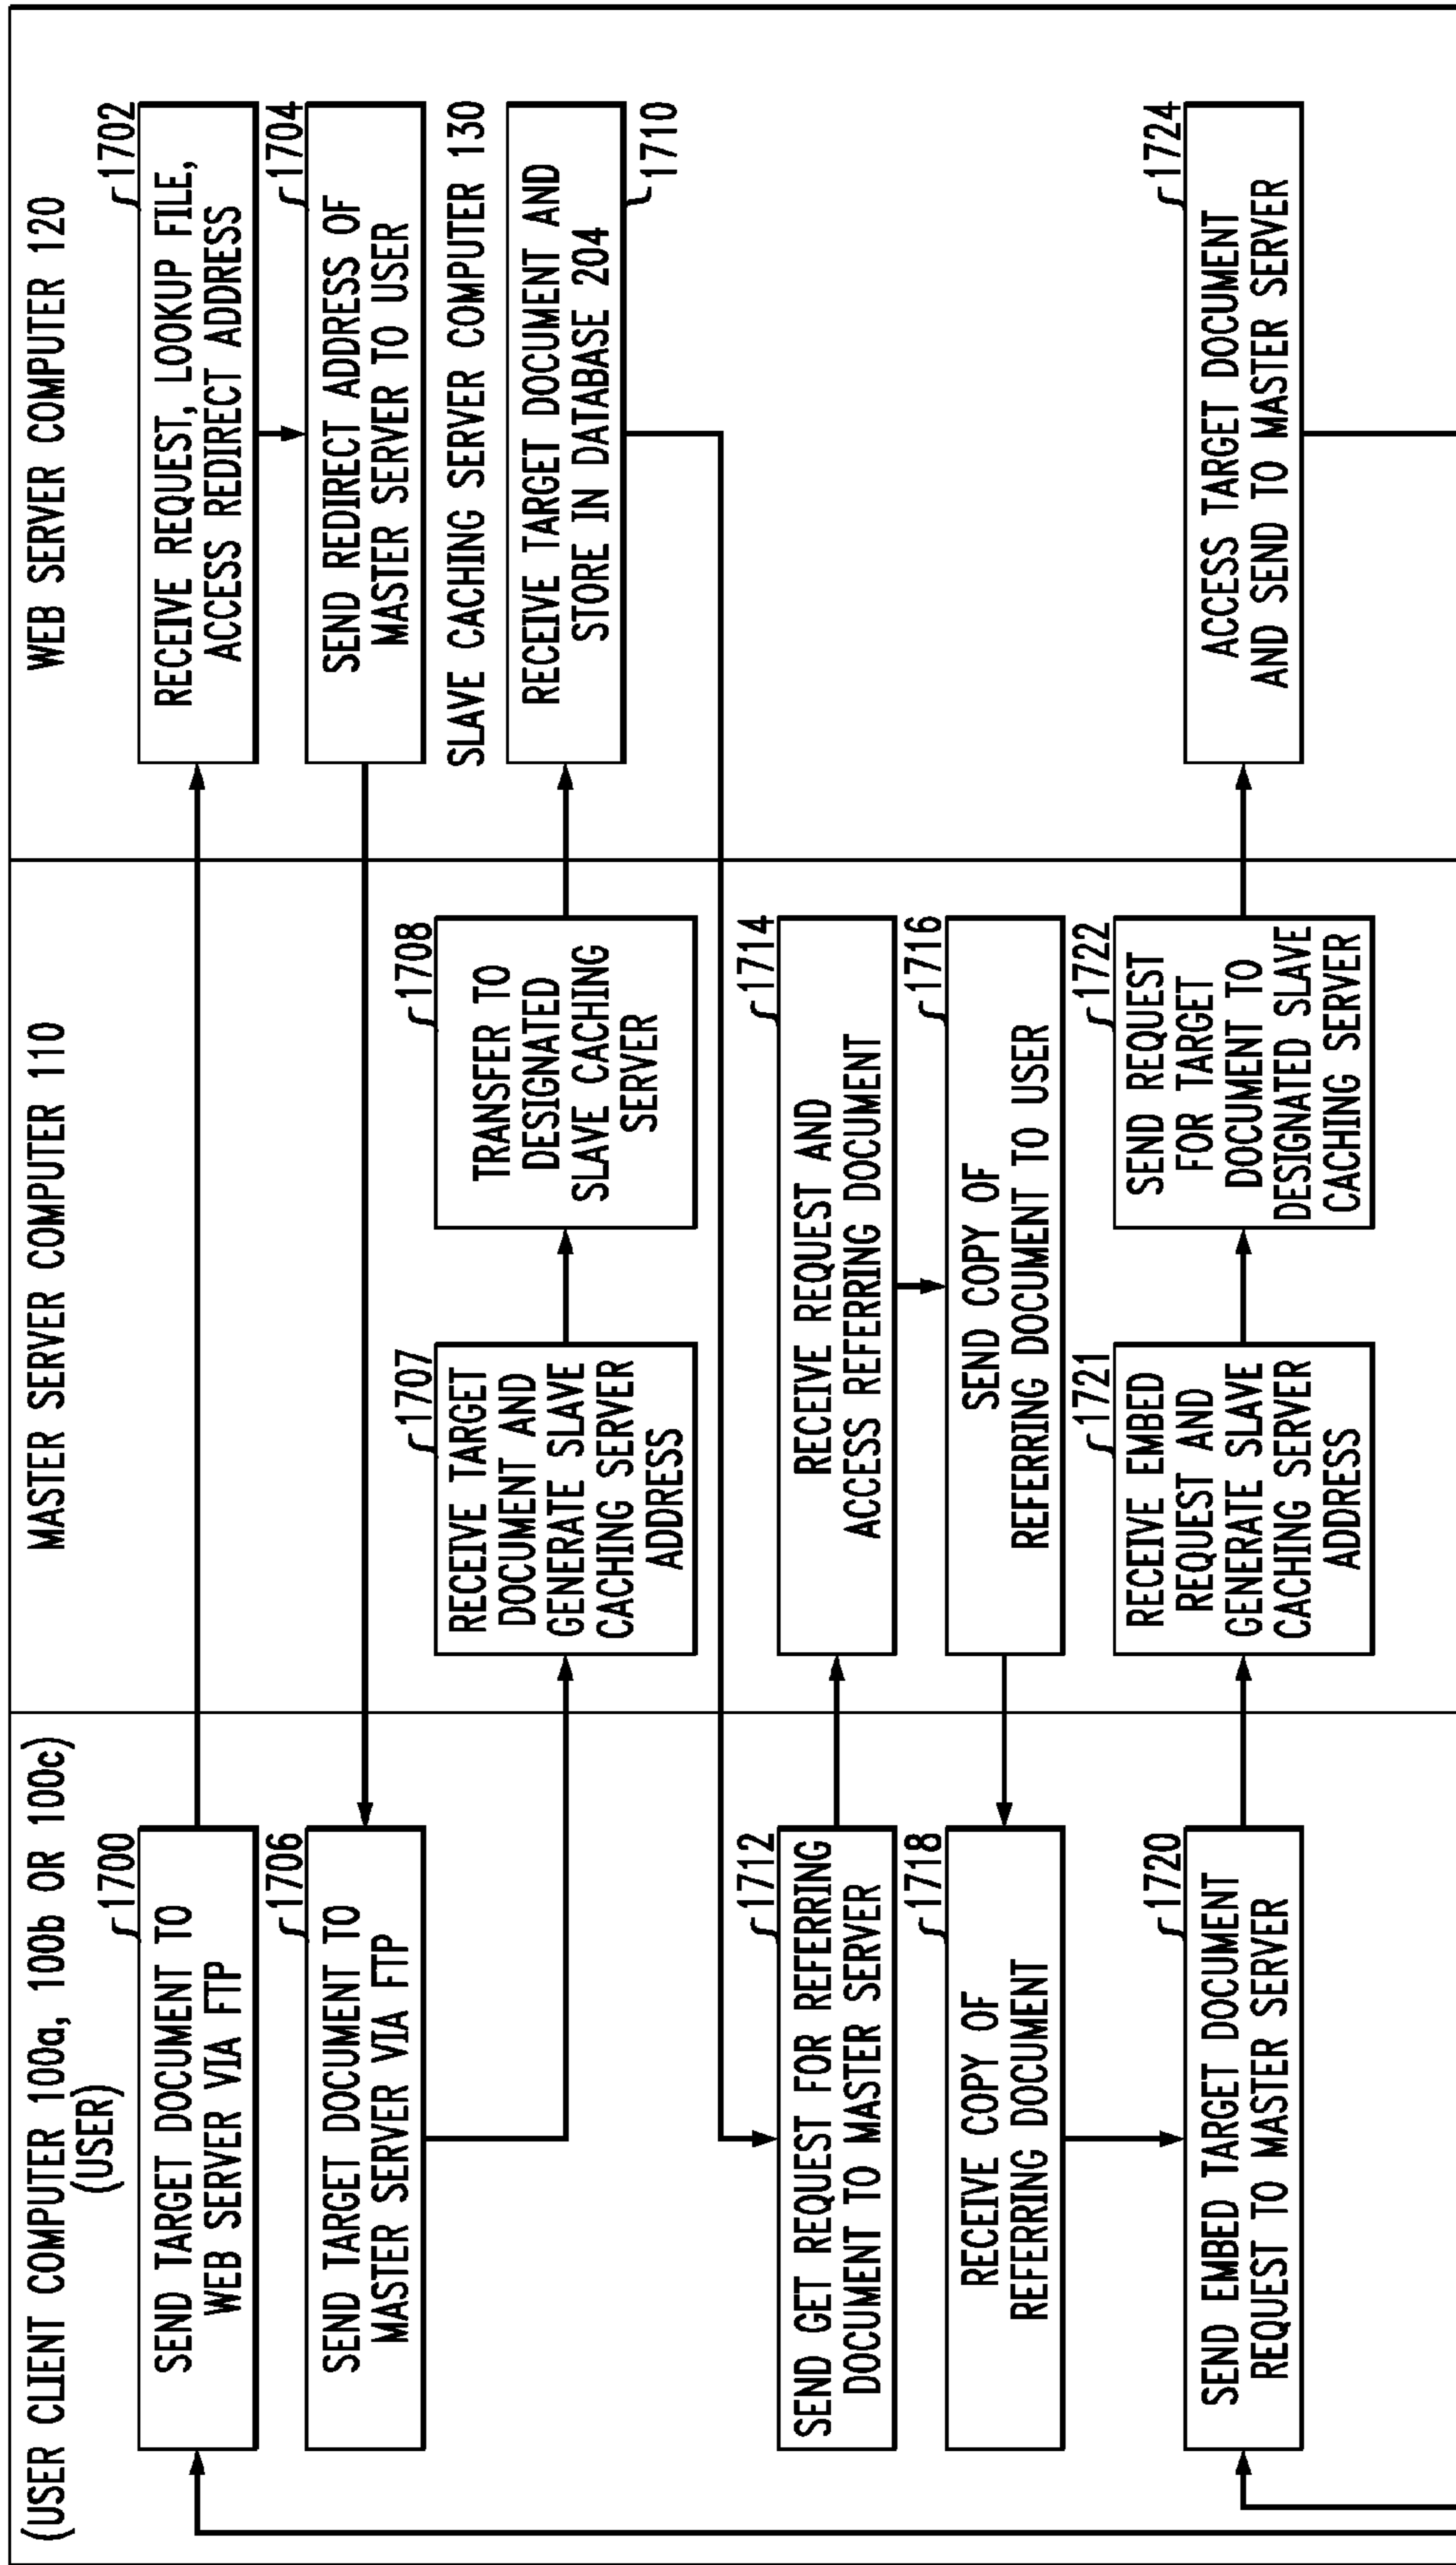 (USER CLIENT COMPUTER 100a, 100b OR 100c)
(USER)
MASTER SERVER COMPUTER 110
WEB SERVER COMPUTER 120
1700
SEND TARGET DOCUMENT TO
WEB SERVER VIA FTP
1702
RECEIVE REQUEST, LOOKUP FILE,
ACCESS REDIRECT ADDRESS
1704
SEND REDIRECT ADDRESS OF
MASTER SERVER TO USER
1706
SEND TARGET DOCUMENT TO
MASTER SERVER VIA FTP
1707
RECEIVE TARGET
DOCUMENT AND
GENERATE SLAVE
CACHING SERVER
ADDRESS
1708
TRANSFER TO
DESIGNATED
SLAVE CACHING
SERVER
SLAVE CACHING SERVER COMPUTER 130
RECEIVE TARGET DOCUMENT AND
STORE IN DATABASE 204
1710
1712
SEND GET REQUEST FOR REFERRING
DOCUMENT TO MASTER SERVER
1714
RECEIVE REQUEST AND
ACCESS REFERRING DOCUMENT
1716
SEND COPY OF
REFERRING DOCUMENT TO USER
1718
RECEIVE COPY OF
REFERRING DOCUMENT
1720
SEND EMBED TARGET DOCUMENT
REQUEST TO MASTER SERVER
1721
RECEIVE EMBED
REQUEST AND
GENERATE SLAVE
CACHING SERVER
ADDRESS
1722
SEND REQUEST
FOR TARGET
DOCUMENT TO
DESIGNATED SLAVE
CACHING SERVER
1724
ACCESS TARGET DOCUMENT
AND SEND TO MASTER SERVER